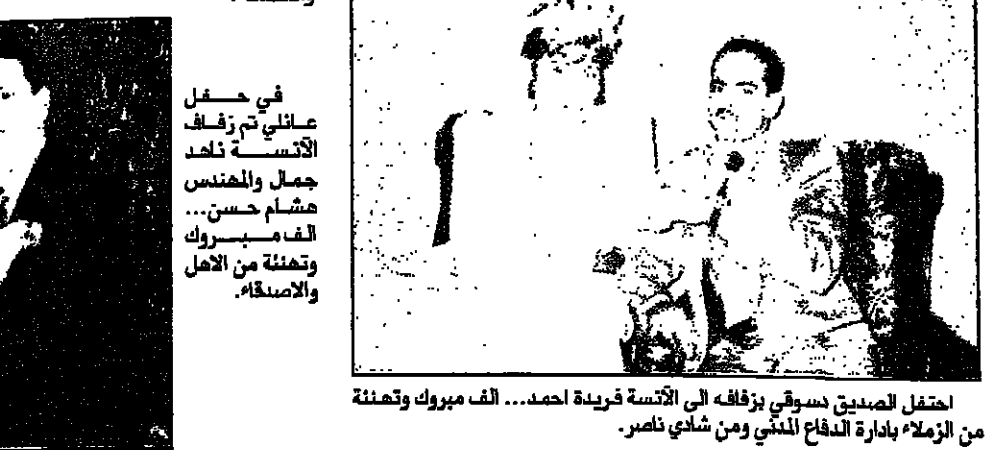 في حفل
عائلي تم زفاف
الآنسة ناهد
جمال والمهندس
هشام حسن...
الف مبروك
وتهنئة من الاهل
والاصدقاء.
احتفل الصديق دسوقي بزفافه الى الآنسة فريدة احمد... الف مبروك وتهنئة
من الزملاء بادارة الدفاع المدني ومن شادي ناصر.